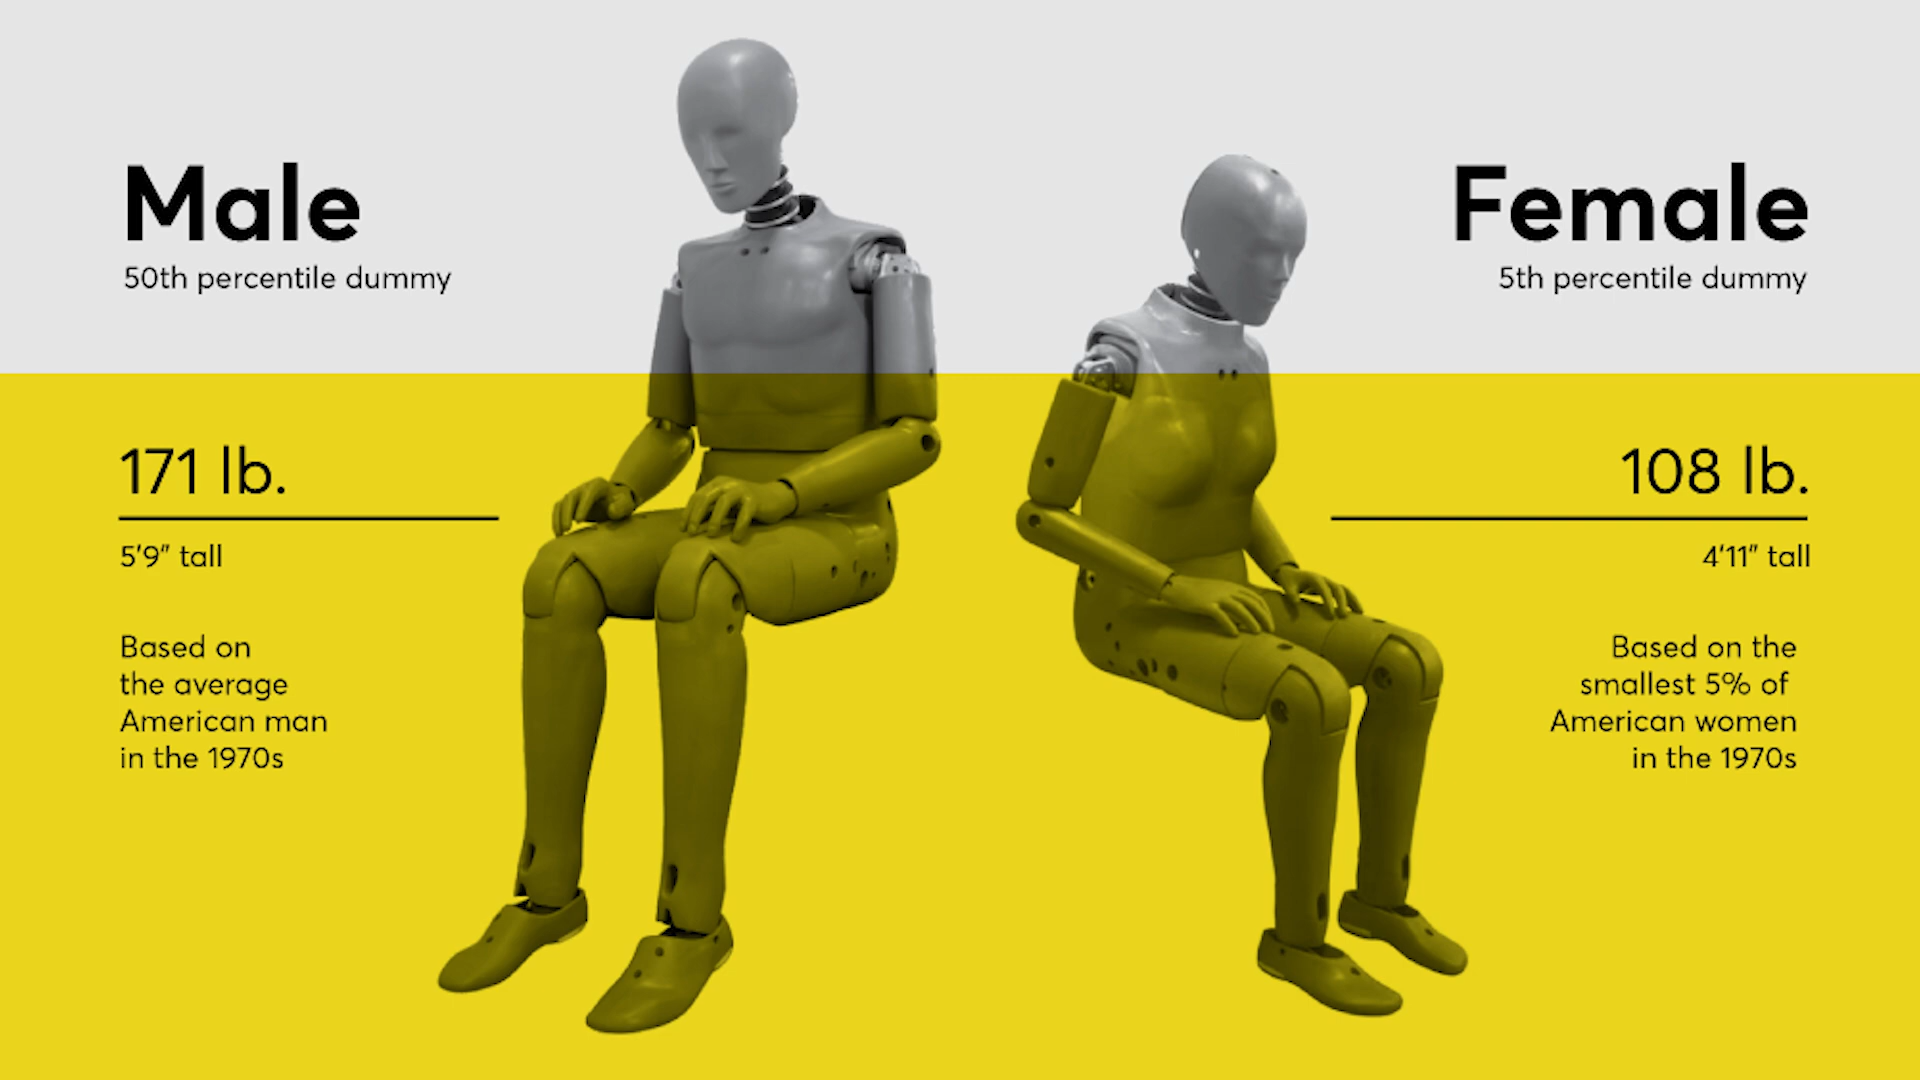 Male
50th percentile dummy
171 lb.
5'9" tall
Based on
the average
American man
in the 1970s
Female
5th percentile dummy
108 lb.
4'11" tall
Based on the
smallest 5% of
American women
in the 1970s